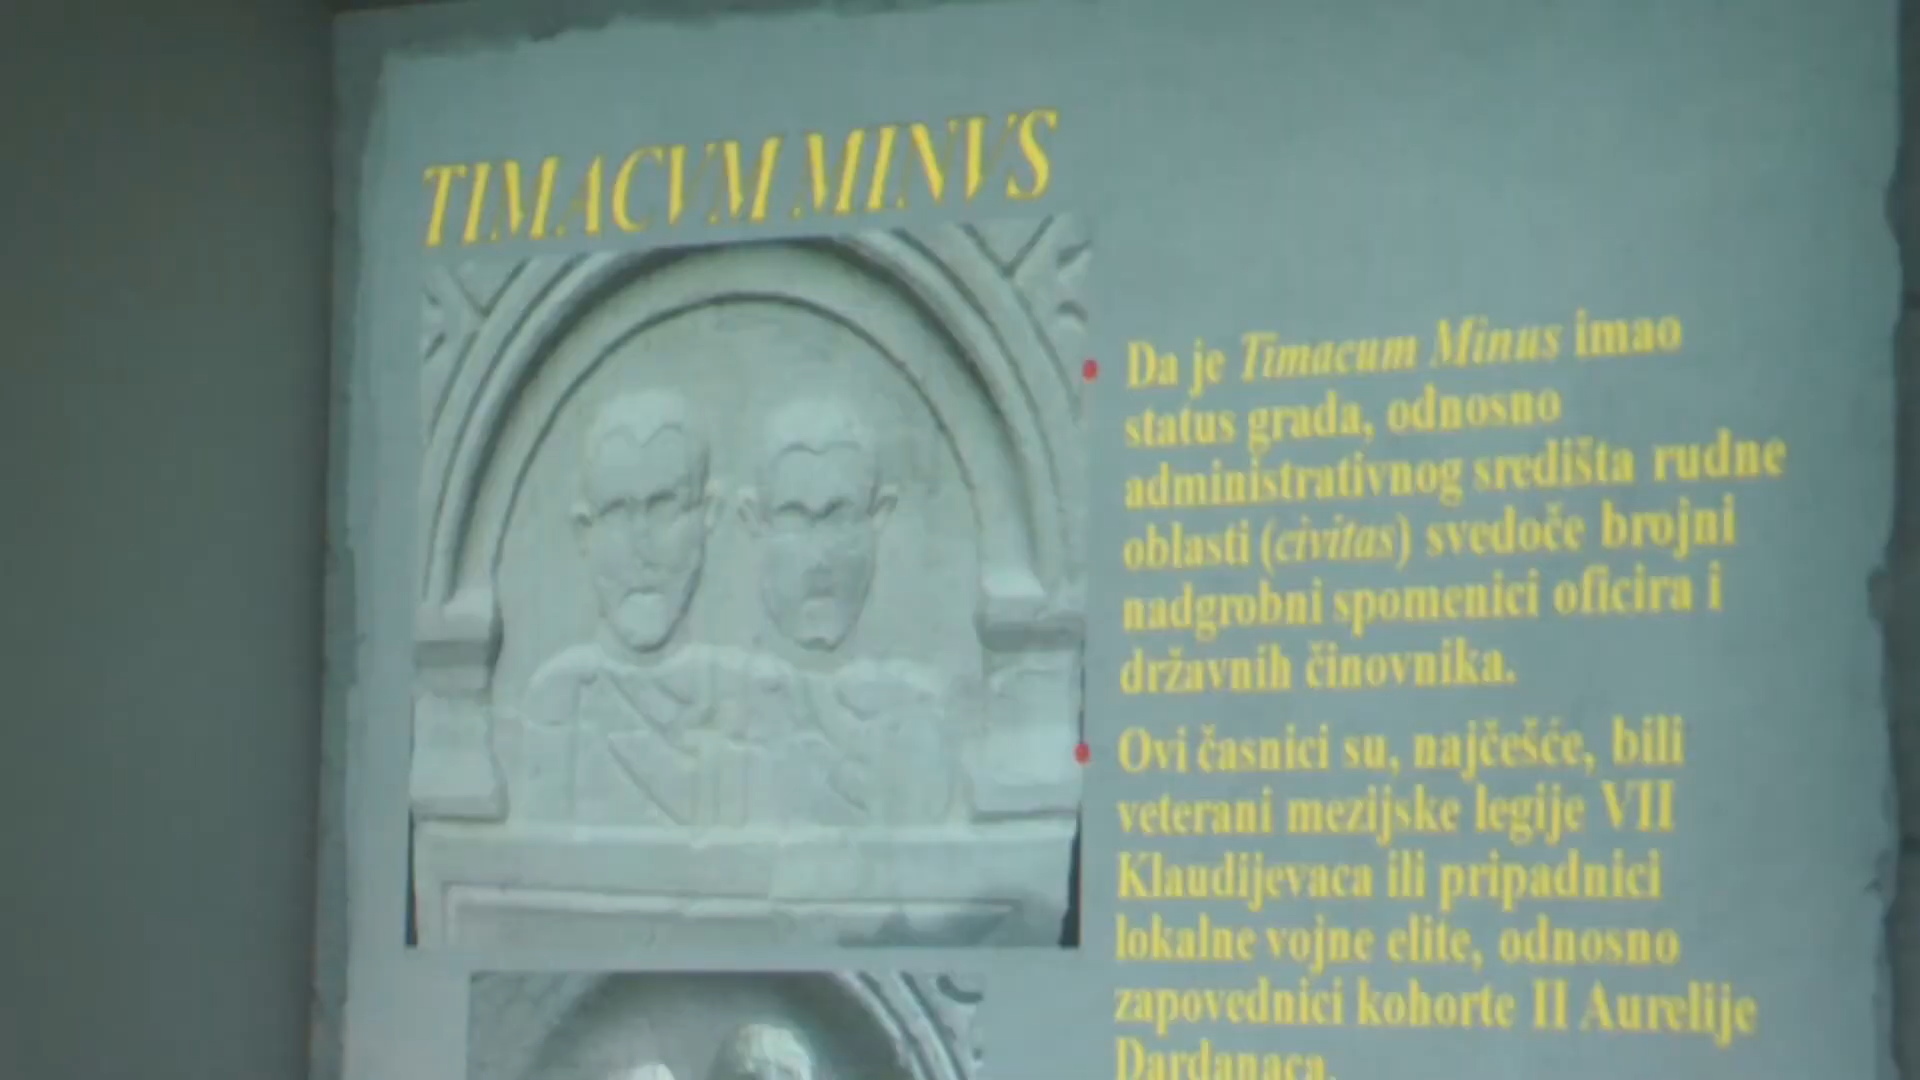 TIMACVM MINVS
Da je Timacum Minus imao
status grada, odnosno
administrativnog središta rudne
oblasti (civitas) svedoče brojni
nadgrobni spomenici oficira i
državnih činovnika.
Ovi časnici su, najčešće, bili
veterani mezijske legije VII
Klaudijevaca ili pripadnici
lokalne vojne elite, odnosno
zapovednici kohorte II Aurelije
Dardanaca.